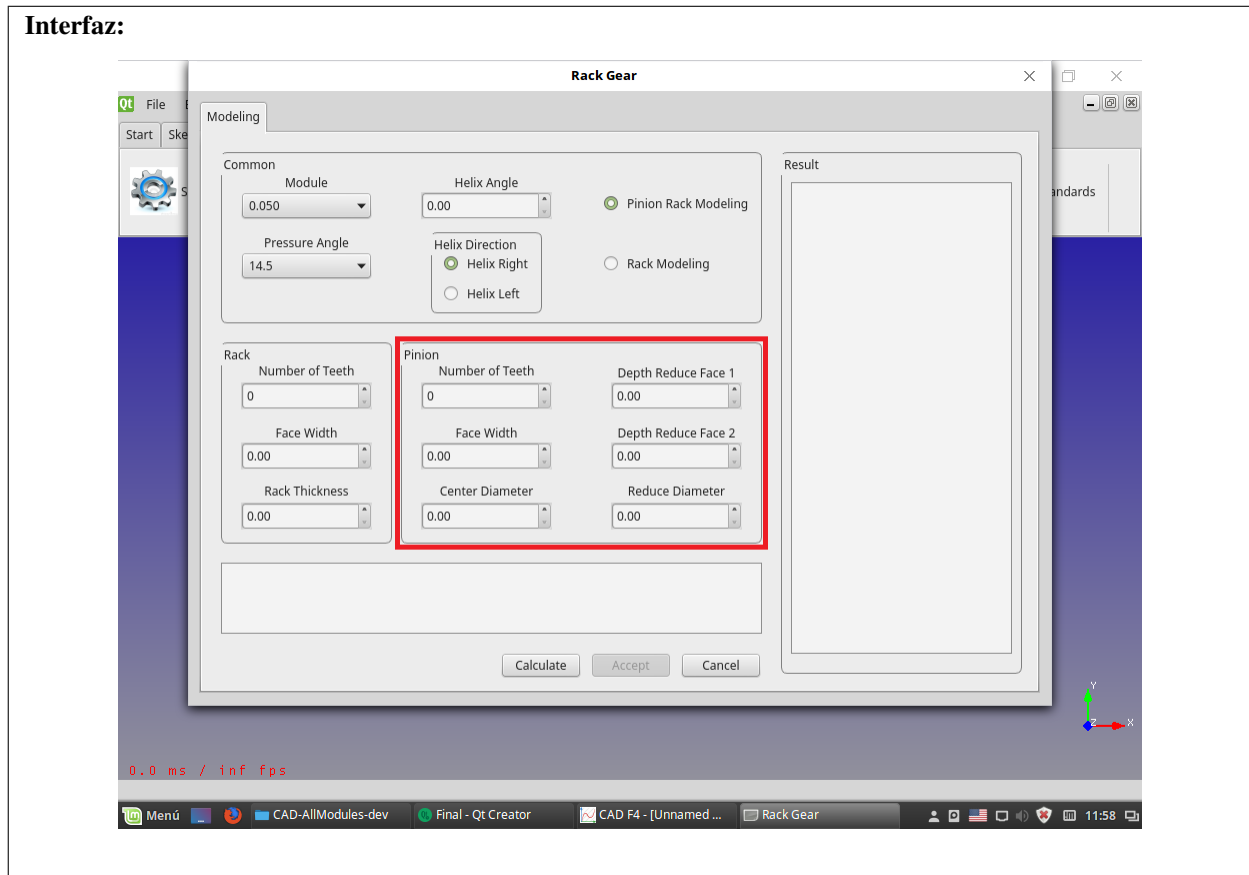 Interfaz:
Rack Gear
Qt File
Start Ske
Modeling
andards
Common
Module
Helix Angle
0.050
0.00
Pinion Rack Modeling
Pressure Angle
14.5
Helix Direction
Helix Right
Helix Left
Rack Modeling
Result
Rack
Number of Teeth
0
Face Width
0.00
Rack Thickness
0.00
Pinion
Number of Teeth
0
Face Width
0.00
Center Diameter
0.00
Depth Reduce Face 1
0.00
Depth Reduce Face 2
0.00
Reduce Diameter
0.00
Calculate Accept Cancel
Y
Z X
0.0 ms / inf fps
Menú CAD-AllModules-dev Final - Qt Creator CAD F4 - [Unnamed ... Rack Gear 11:58